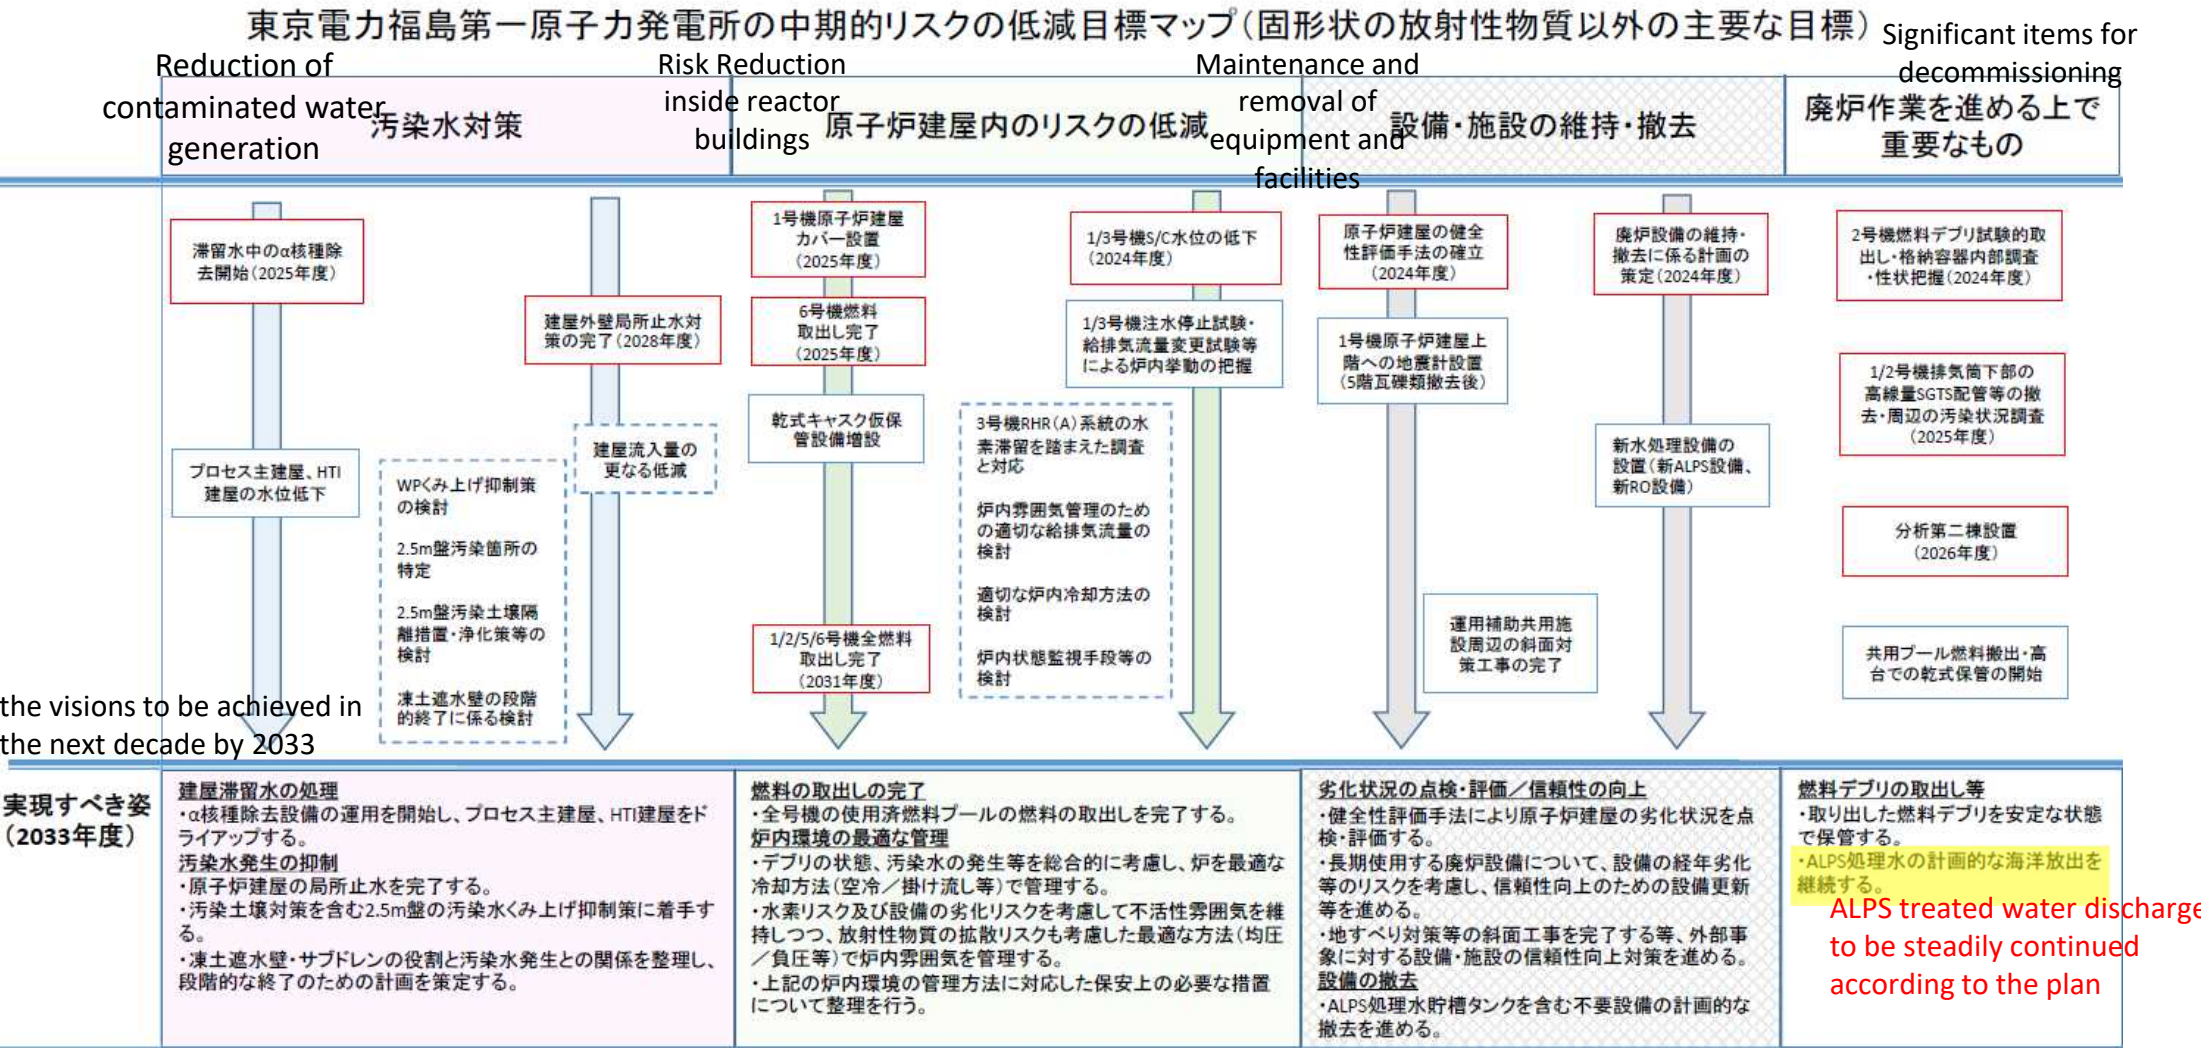 東京電力福島第一原子力発電所の中期的リスクの低減目標マップ(固形状の放射性物質以外の主要な目標)
Reduction of
contaminated water
generation
汚染水対策
Risk Reduction
inside reactor
buildings
原子炉建屋内のリスクの低減
Maintenance and
removal of
equipment and
facilities
設備・施設の維持・撤去
Significant items for
decommissioning
廃炉作業を進める上で
重要なもの
滞留水中のα核種除
去開始(2025年度)
プロセス主建屋、HTI
建屋の水位低下
WPくみ上げ抑制策
の検討
2.5m盤汚染箇所の
特定
2.5m盤汚染土壌隔
離措置・浄化策等の
検討
凍土遮水壁の段階
的終了に係る検討
建屋外壁局所止水対
策の完了(2028年度)
建屋流入量の
更なる低減
1号機原子炉建屋
カバー設置
(2025年度)
6号機燃料
取出し完了
(2025年度)
乾式キャスク仮保
管設備増設
1/2/5/6号機全燃料
取出し完了
(2031年度)
1/3号機S/C水位の低下
(2024年度)
1/3号機注水停止試験・
給排気流量変更試験等
による炉内挙動の把握
3号機RHR(A)系統の水
素滞留を踏まえた調査
と対応
炉内雰囲気管理のため
の適切な給排気流量の
検討
適切な炉内冷却方法の
検討
炉内状態監視手段等の
検討
原子炉建屋の健全
性評価手法の確立
(2024年度)
1号機原子炉建屋上
階への地震計設置
(5階瓦礫類撤去後)
運用補助共用施
設周辺の斜面対
策工事の完了
廃炉設備の維持・
撤去に係る計画の
策定(2024年度)
新水処理設備の
設置(新ALPS設備、
新RO設備)
2号機燃料デブリ試験的取
出し・格納容器内部調査
・性状把握(2024年度)
1/2号機排気筒下部の
高線量SGTS配管等の撤
去・周辺の汚染状況調査
(2025年度)
分析第二棟設置
(2026年度)
共用プール燃料搬出・高
台での乾式保管の開始
the visions to be achieved in
the next decade by 2033
実現すべき姿
(2033年度)
建屋滞留水の処理
・α核種除去設備の運用を開始し、プロセス主建屋、HTI建屋をド
ライアップする。
汚染水発生の抑制
・原子炉建屋の局所止水を完了する。
・汚染土壌対策を含む2.5m盤の汚染水くみ上げ抑制策に着手す
る。
・凍土遮水壁・サブドレンの役割と汚染水発生との関係を整理し、
段階的な終了のための計画を策定する。
燃料の取出しの完了
・全号機の使用済燃料プールの燃料の取出しを完了する。
炉内環境の最適な管理
・デブリの状態、汚染水の発生等を総合的に考慮し、炉を最適な
冷却方法(空冷/掛け流し等)で管理する。
・水素リスク及び設備の劣化リスクを考慮して不活性雰囲気を維
持しつつ、放射性物質の拡散リスクも考慮した最適な方法(均圧
/負圧等)で炉内雰囲気を管理する。
・上記の炉内環境の管理方法に対応した保安上の必要な措置
について整理を行う。
劣化状況の点検・評価/信頼性の向上
・健全性評価手法により原子炉建屋の劣化状況を点
検・評価する。
・長期使用する廃炉設備について、設備の経年劣化
等のリスクを考慮し、信頼性向上のための設備更新
等を進める。
・地すべり対策等の斜面工事を完了する等、外部事
象に対する設備・施設の信頼性向上対策を進める。
設備の撤去
・ALPS処理水貯槽タンクを含む不要設備の計画的な
撤去を進める。
燃料デブリの取出し等
・取り出した燃料デブリを安定な状態
で保管する。
・ALPS処理水の計画的な海洋放出を
継続する。
ALPS treated water discharge
to be steadily continued
according to the plan